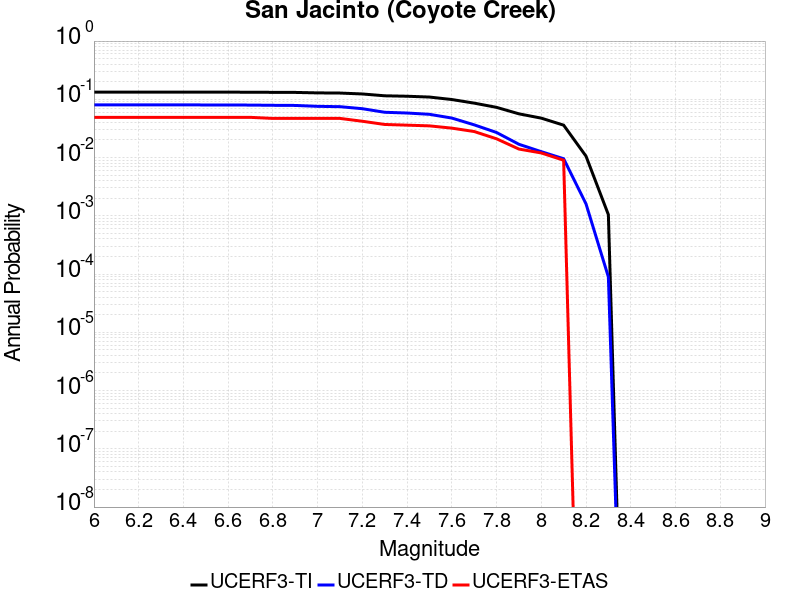 San Jacinto (Coyote Creek)
10^0
10^-1
10^-2
10^-3
10^-4
10^-5
10^-6
10^-7
10^-8
Annual Probability
6 6.2 6.4 6.6 6.8 7 7.2 7.4 7.6 7.8 8 8.2 8.4 8.6 8.8 9
Magnitude
UCERF3-TI UCERF3-TD UCERF3-ETAS